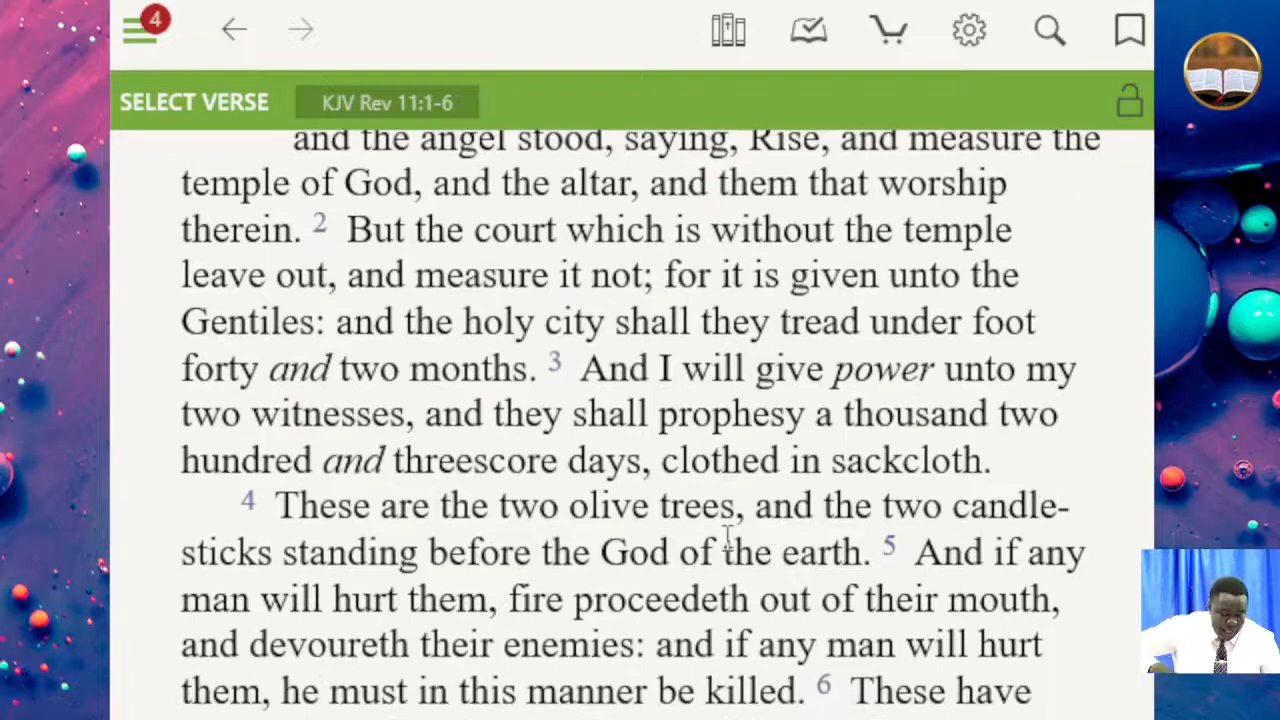 4
SELECT VERSE KJV Rev 11:1-6
and the angel stood, saying, Rise, and measure the
temple of God, and the altar, and them that worship
therein. 2 But the court which is without the temple
leave out, and measure it not; for it is given unto the
Gentiles: and the holy city shall they tread under foot
forty and two months. 3 And I will give power unto my
two witnesses, and they shall prophesy a thousand two
hundred and threescore days, clothed in sackcloth.
4 These are the two olive trees, and the two candle-
sticks standing before the God of the earth. 5 And if any
man will hurt them, fire proceedeth out of their mouth,
and devoureth their enemies: and if any man will hurt
them, he must in this manner be killed. 6 These have